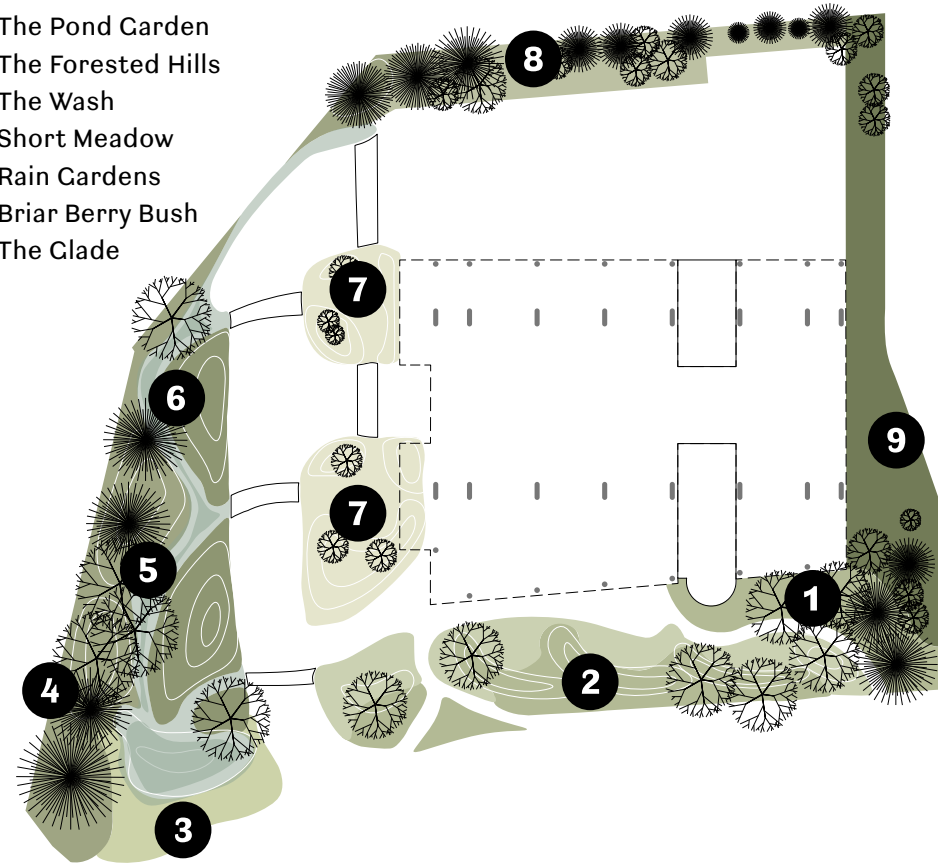 The Pond Garden
The Forested Hills
The Wash
Short Meadow
Rain Gardens
Briar Berry Bush
The Glade
8
7
6
9
7
5
1
2
4
3